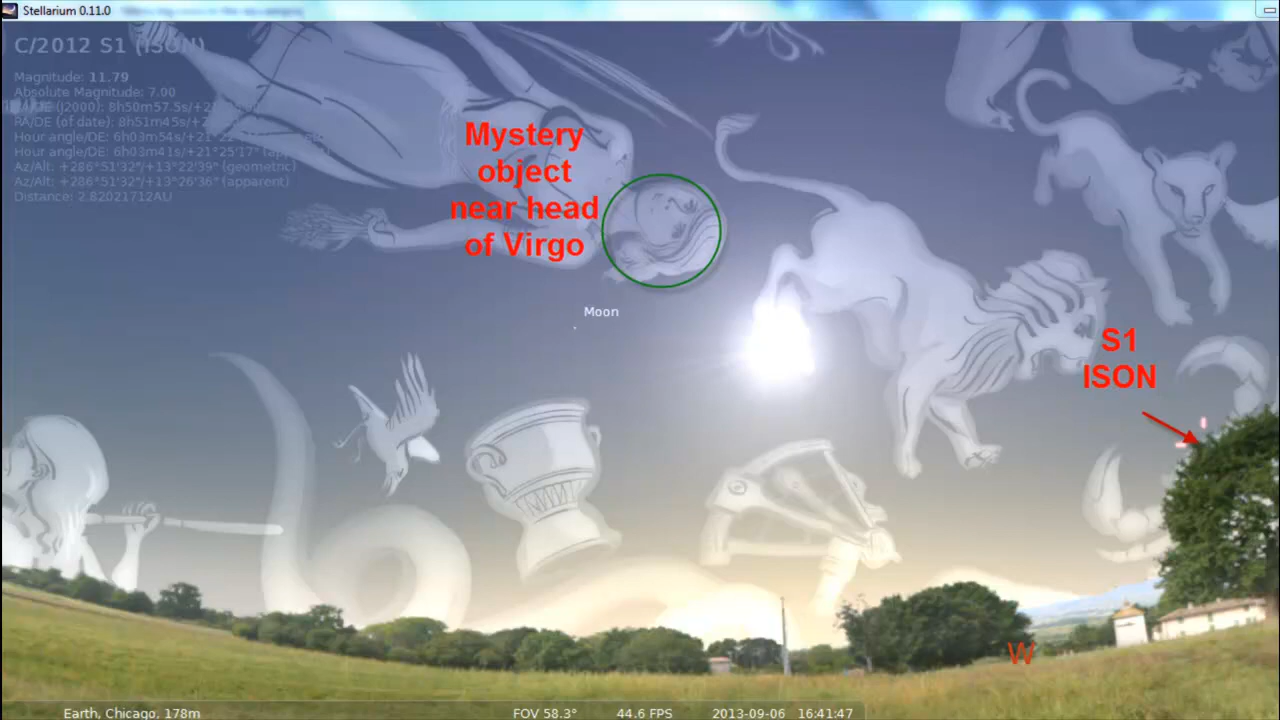 Stellarium 0.11.0
C/2012 S1 (ISON)
Magnitude: 11.79
Absolute Magnitude: 7.00
RA/DE (J2000): 8h50m57.5s/+21
RA/DE (of date): 8h51m45s/+2
Hour angle/DE: 6h03m54s/+21°2
Hour angle/DE: 6h03m41s/+21°25'17"
Az/Alt: +286°51'32"/+13°22'39" (geometric)
Az/Alt: +286°51'32"/+13°26'36" (apparent)
Distance: 2.82021712AU
Mystery
object
near head
of Virgo
Moon
S1
ISON
W
Earth, Chicago, 178m FOV 58.3° 44.6 FPS 2013-09-06 16:41:47